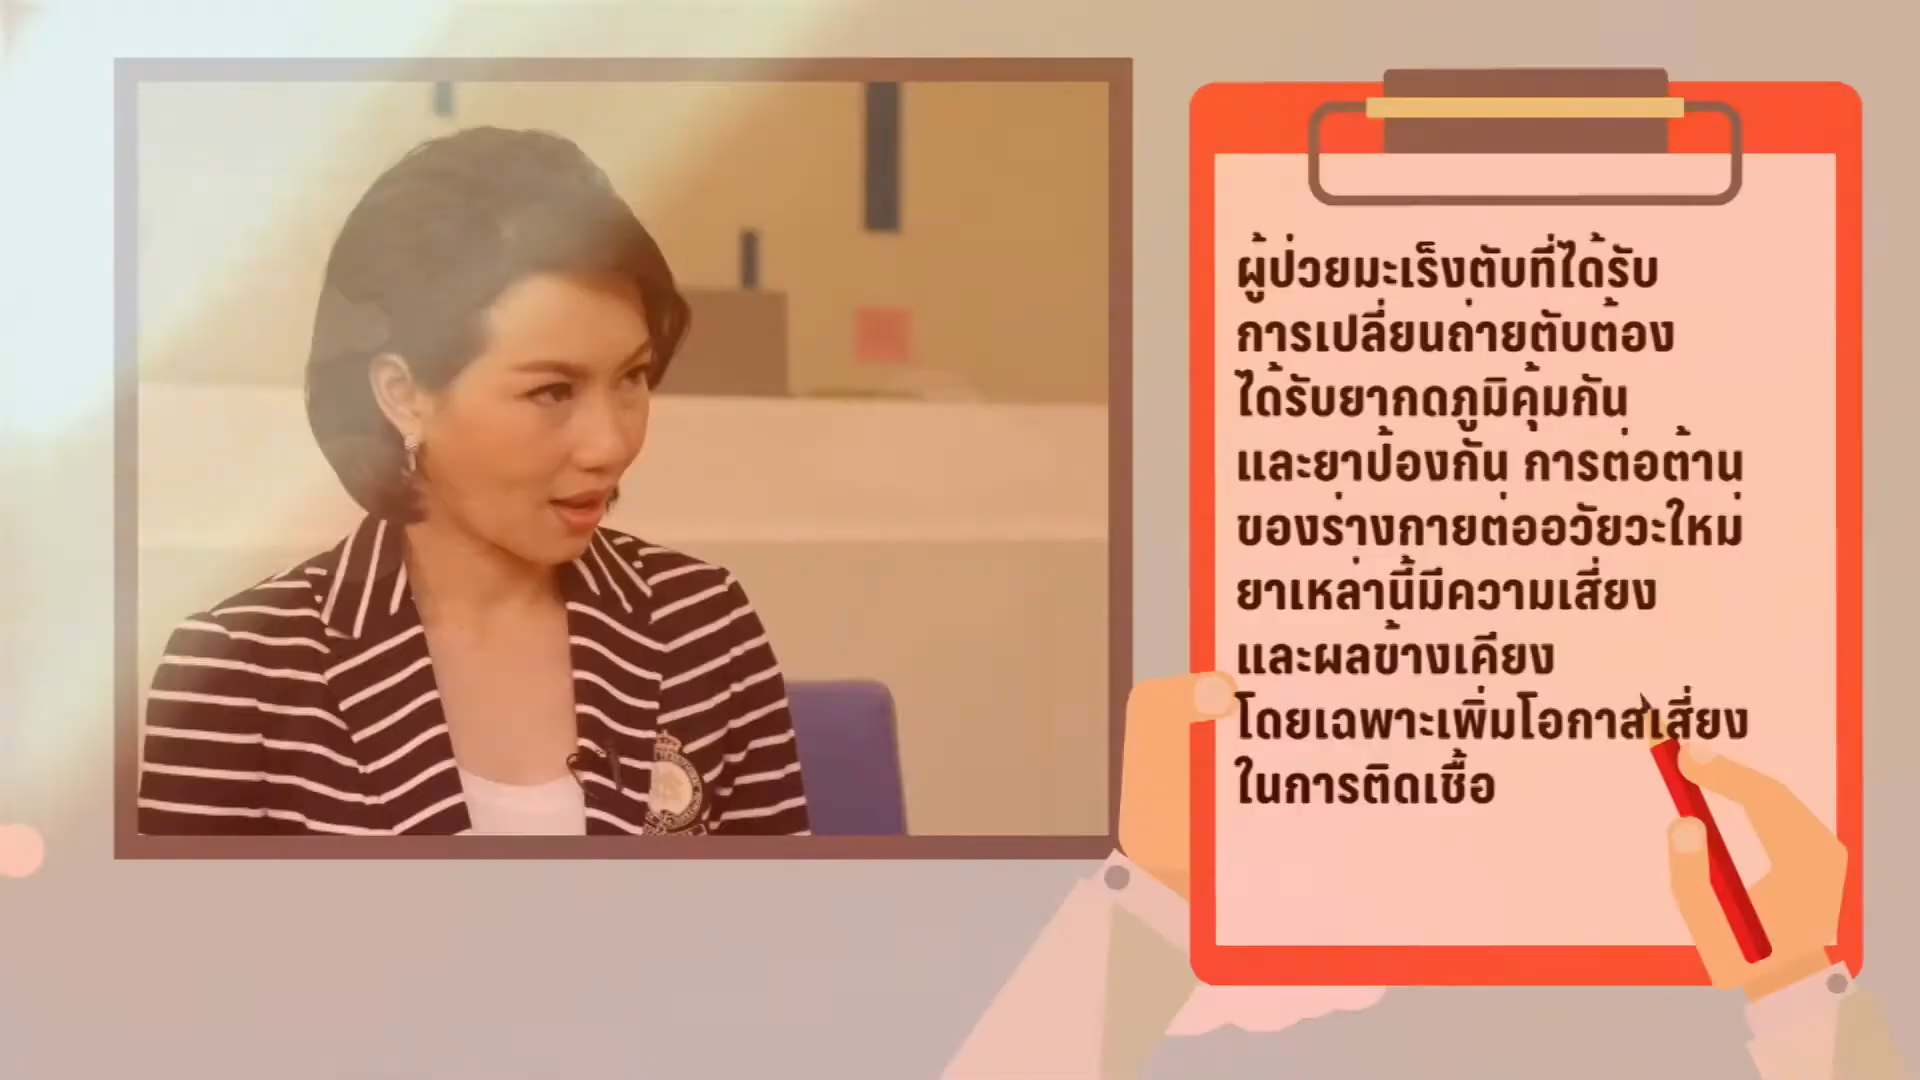 ผู้ป่วยมะเร็งตับที่ได้รับ
การเปลี่ยนถ่ายตับต้อง
ได้รับยากดภูมิคุ้มกัน
และยาป้องกัน การต่อต้าน
ของร่างกายต่ออวัยวะใหม่
ยาเหล่านี้มีความเสี่ยง
และผลข้างเคียง
โดยเฉพาะเพิ่มโอกาสเสี่ยง
ในการติดเชื้อ